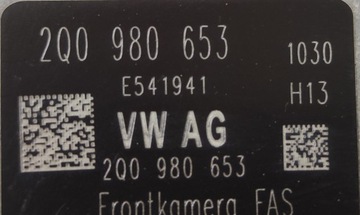 2Q0 980 653 1030
E541941 H13
VW AG
2Q0 980 653
Frontkamera FAS